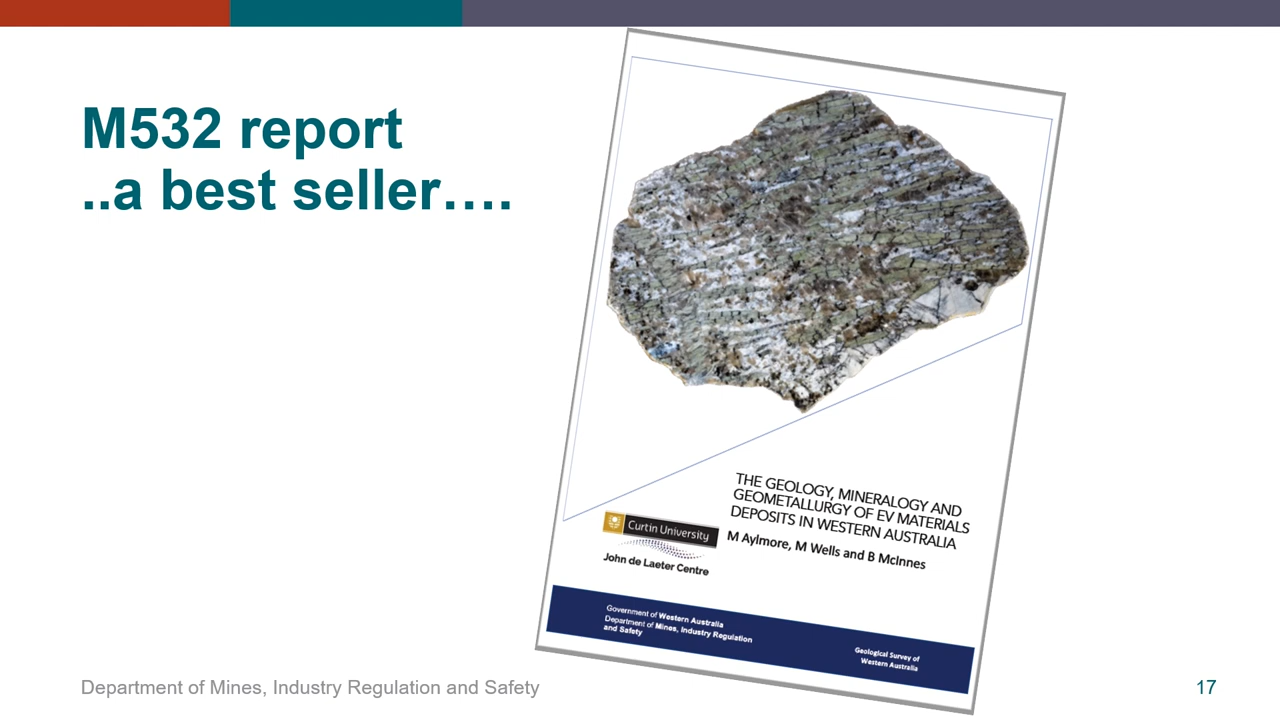 M532 report
..a best seller….
THE GEOLOGY, MINERALOGY AND
GEOMETALLURGY OF EV MATERIALS
DEPOSITS IN WESTERN AUSTRALIA
M Aylmore, M Wells and B McInnes
Curtin University
John de Laeter Centre
Government of Western Australia
Department of Mines, Industry Regulation
and Safety
Geological Survey of
Western Australia
Department of Mines, Industry Regulation and Safety
17